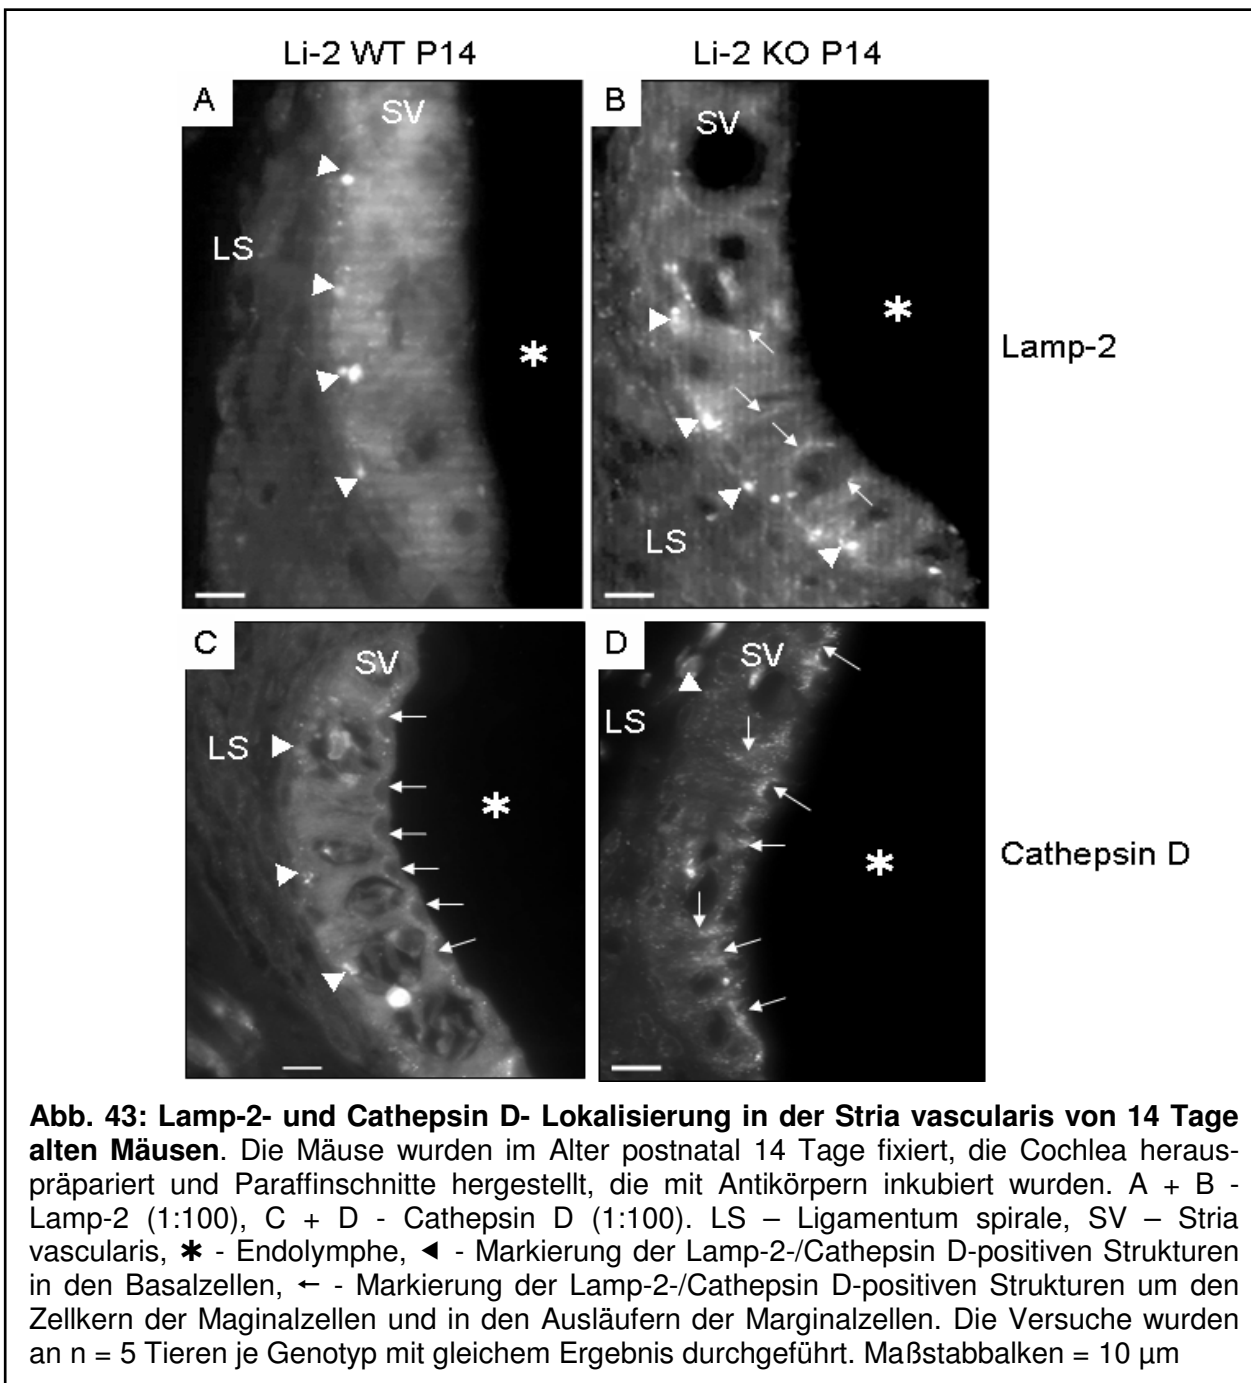 Li-2 WT P14 Li-2 KO P14
A SV B SV
LS
✱ ✱
Lamp-2
LS
C SV D SV
LS LS
✱ ✱
Cathepsin D
Abb. 43: Lamp-2- und Cathepsin D- Lokalisierung in der Stria vascularis von 14 Tage
alten Mäusen. Die Mäuse wurden im Alter postnatal 14 Tage fixiert, die Cochlea heraus-
präpariert und Paraffinschnitte hergestellt, die mit Antikörpern inkubiert wurden. A + B -
Lamp-2 (1:100), C + D - Cathepsin D (1:100). LS – Ligamentum spirale, SV – Stria
vascularis, ✱ - Endolymphe, ◄ - Markierung der Lamp-2-/Cathepsin D-positiven Strukturen
in den Basalzellen, ← - Markierung der Lamp-2-/Cathepsin D-positiven Strukturen um den
Zellkern der Maginalzellen und in den Ausläufern der Marginalzellen. Die Versuche wurden
an n = 5 Tieren je Genotyp mit gleichem Ergebnis durchgeführt. Maßstabbalken = 10 µm